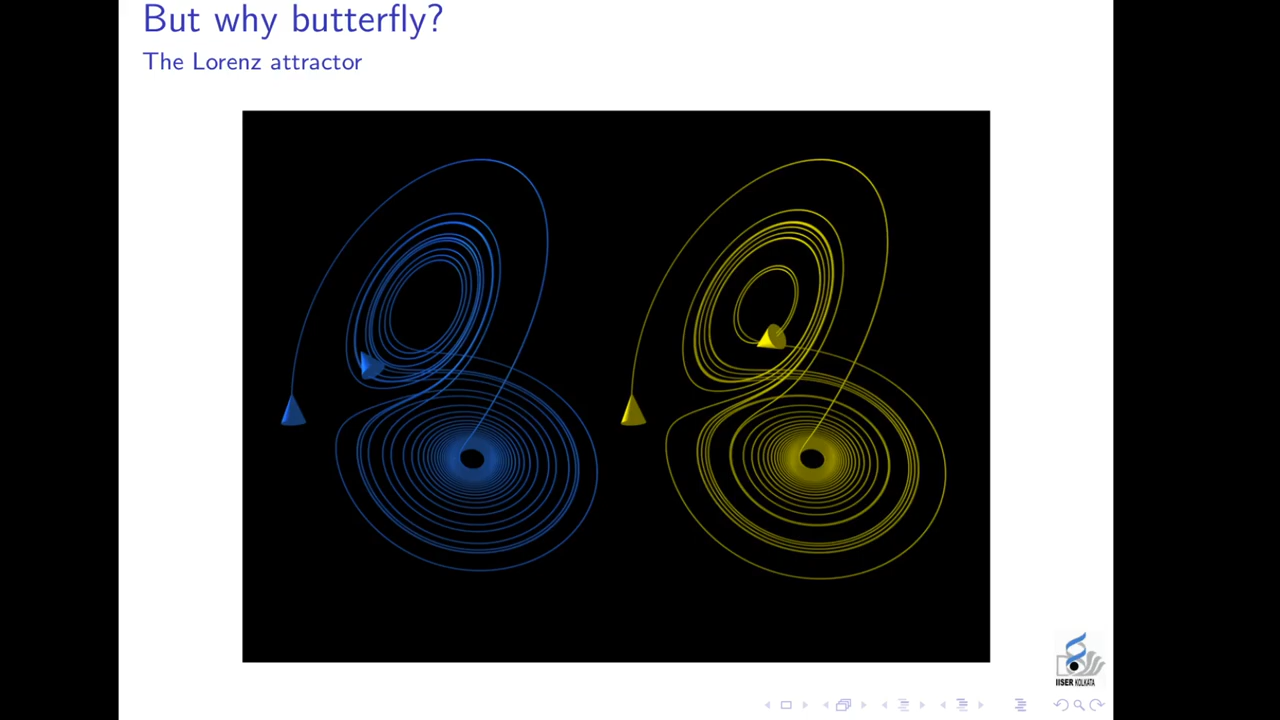 But why butterfly?
The Lorenz attractor
IISER KOLKATA